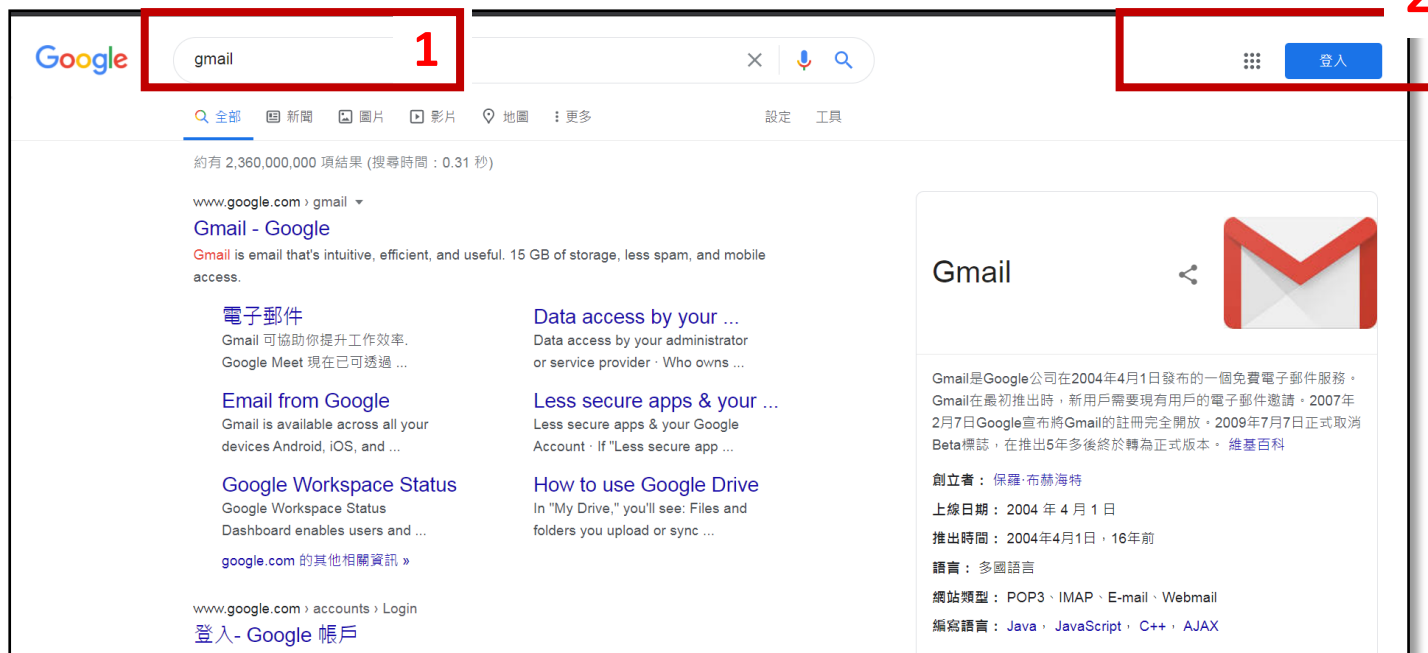 2
Google
gmail
1
登入
全部 新聞 圖片 影片 地圖 更多 設定 工具
約有 2,360,000,000 項結果 (搜尋時間：0.31 秒)
www.google.com › gmail
Gmail - Google
Gmail is email that's intuitive, efficient, and useful. 15 GB of storage, less spam, and mobile
access.
電子郵件
Gmail 可協助你提升工作效率.
Google Meet 現在已可透過 ...
Data access by your ...
Data access by your administrator
or service provider · Who owns ...
Email from Google
Gmail is available across all your
devices Android, iOS, and ...
Less secure apps & your ...
Less secure apps & your Google
Account · If "Less secure app ...
Google Workspace Status
Google Workspace Status
Dashboard enables users and ...
How to use Google Drive
In "My Drive," you'll see: Files and
folders you upload or sync ...
google.com 的其他相關資訊 »
www.google.com › accounts › Login
登入- Google 帳戶
Gmail
Gmail是Google公司在2004年4月1日發布的一個免費電子郵件服務。
Gmail在最初推出時，新用戶需要現有用戶的電子郵件邀請。2007年
2月7日Google宣布將Gmail的註冊完全開放。2009年7月7日正式取消
Beta標誌，在推出5年多後終於轉為正式版本。 維基百科
創立者： 保羅·布赫海特
上線日期： 2004 年 4 月 1 日
推出時間： 2004年4月1日，16年前
語言： 多國語言
網站類型： POP3、IMAP、E-mail、Webmail
編寫語言： Java， JavaScript， C++， AJAX